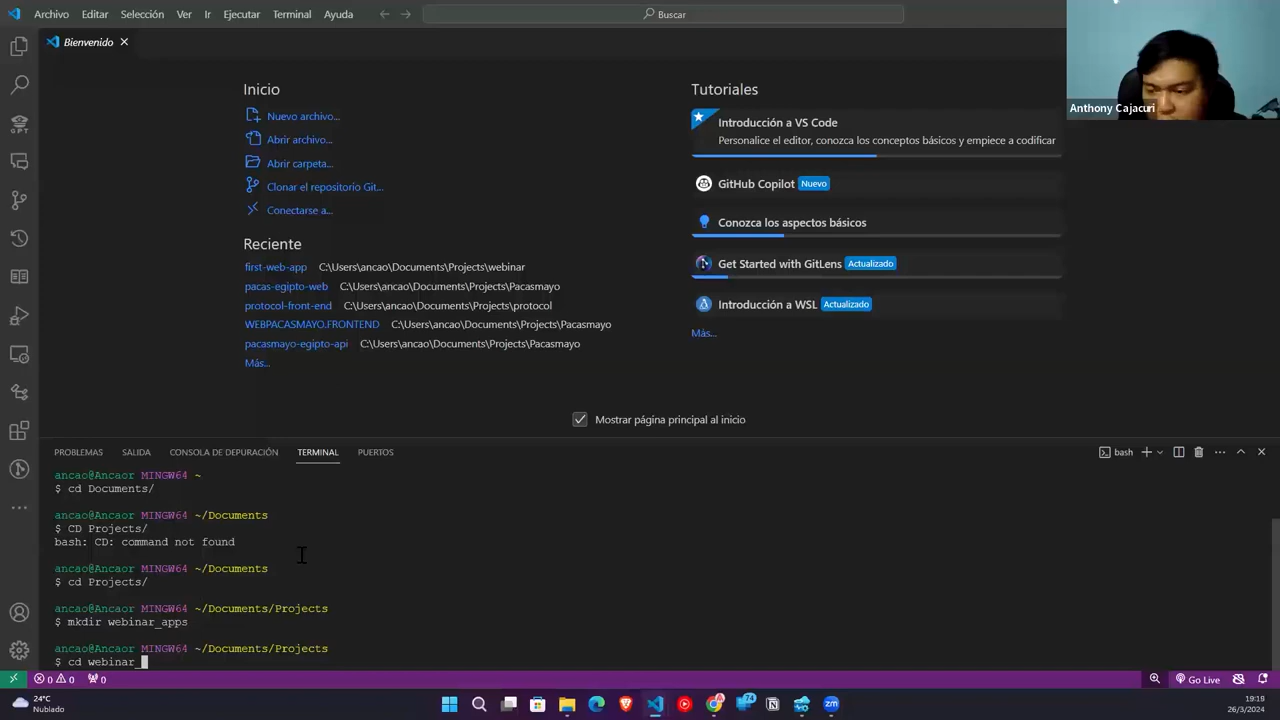 Archivo Editar Selección Ver Ir Ejecutar Terminal Ayuda Buscar
Bienvenido
Anthony Cajacuri
Inicio
Nuevo archivo...
Abrir archivo...
Abrir carpeta...
Clonar el repositorio Git...
Conectarse a...
Reciente
first-web-app C:\Users\ancao\Documents\Projects\webinar
pacas-egipto-web C:\Users\ancao\Documents\Projects\Pacasmayo
protocol-front-end C:\Users\ancao\Documents\Projects\protocol
WEBPACASMAYO.FRONTEND C:\Users\ancao\Documents\Projects\Pacasmayo
pacasmayo-egipto-api C:\Users\ancao\Documents\Projects\Pacasmayo
Más...
Tutoriales
Introducción a VS Code
Personalice el editor, conozca los conceptos básicos y empiece a codificar
GitHub Copilot Nuevo
Conozca los aspectos básicos
Get Started with GitLens Actualizado
Introducción a WSL Actualizado
Más...
Mostrar página principal al inicio
PROBLEMAS SALIDA CONSOLA DE DEPURACIÓN TERMINAL PUERTOS bash
ancao@Ancaor MINGW64 ~
$ cd Documents/
ancao@Ancaor MINGW64 ~/Documents
$ CD Projects/
bash: CD: command not found
ancao@Ancaor MINGW64 ~/Documents
$ cd Projects/
ancao@Ancaor MINGW64 ~/Documents/Projects
$ mkdir webinar_apps
ancao@Ancaor MINGW64 ~/Documents/Projects
$ cd webinar_
0 0 0 Go Live
24°C
Nublado
74
zm
19:19
26/3/2024